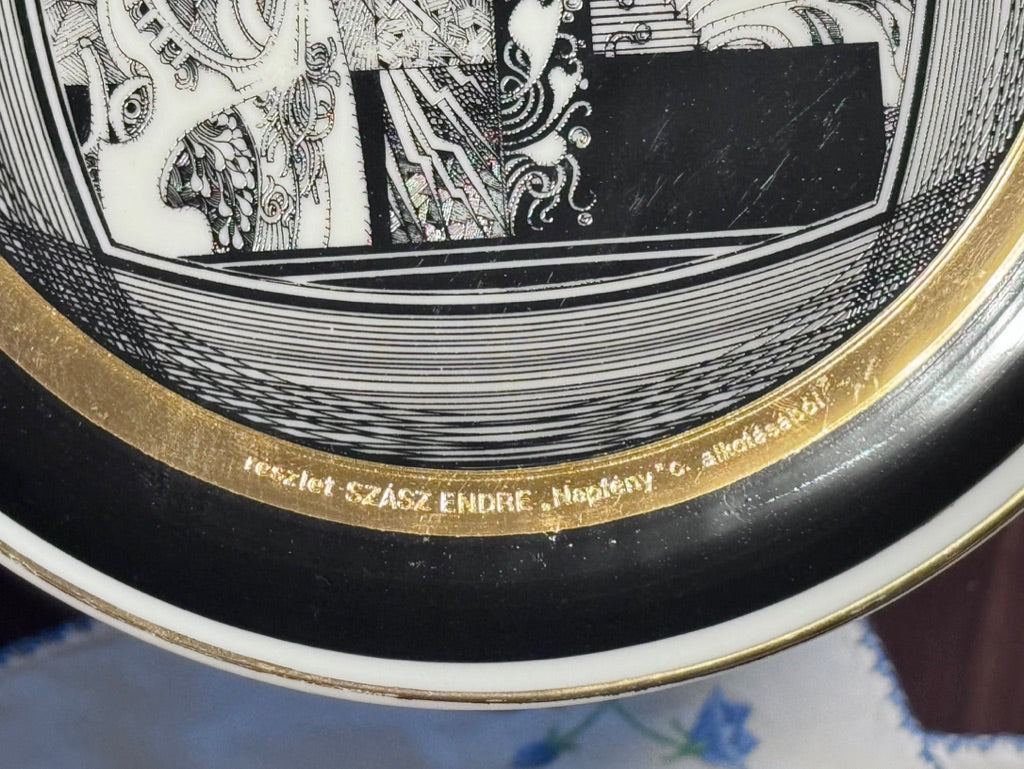 részlet SZÁSZ ENDRE „Napfény" c. alkotásából